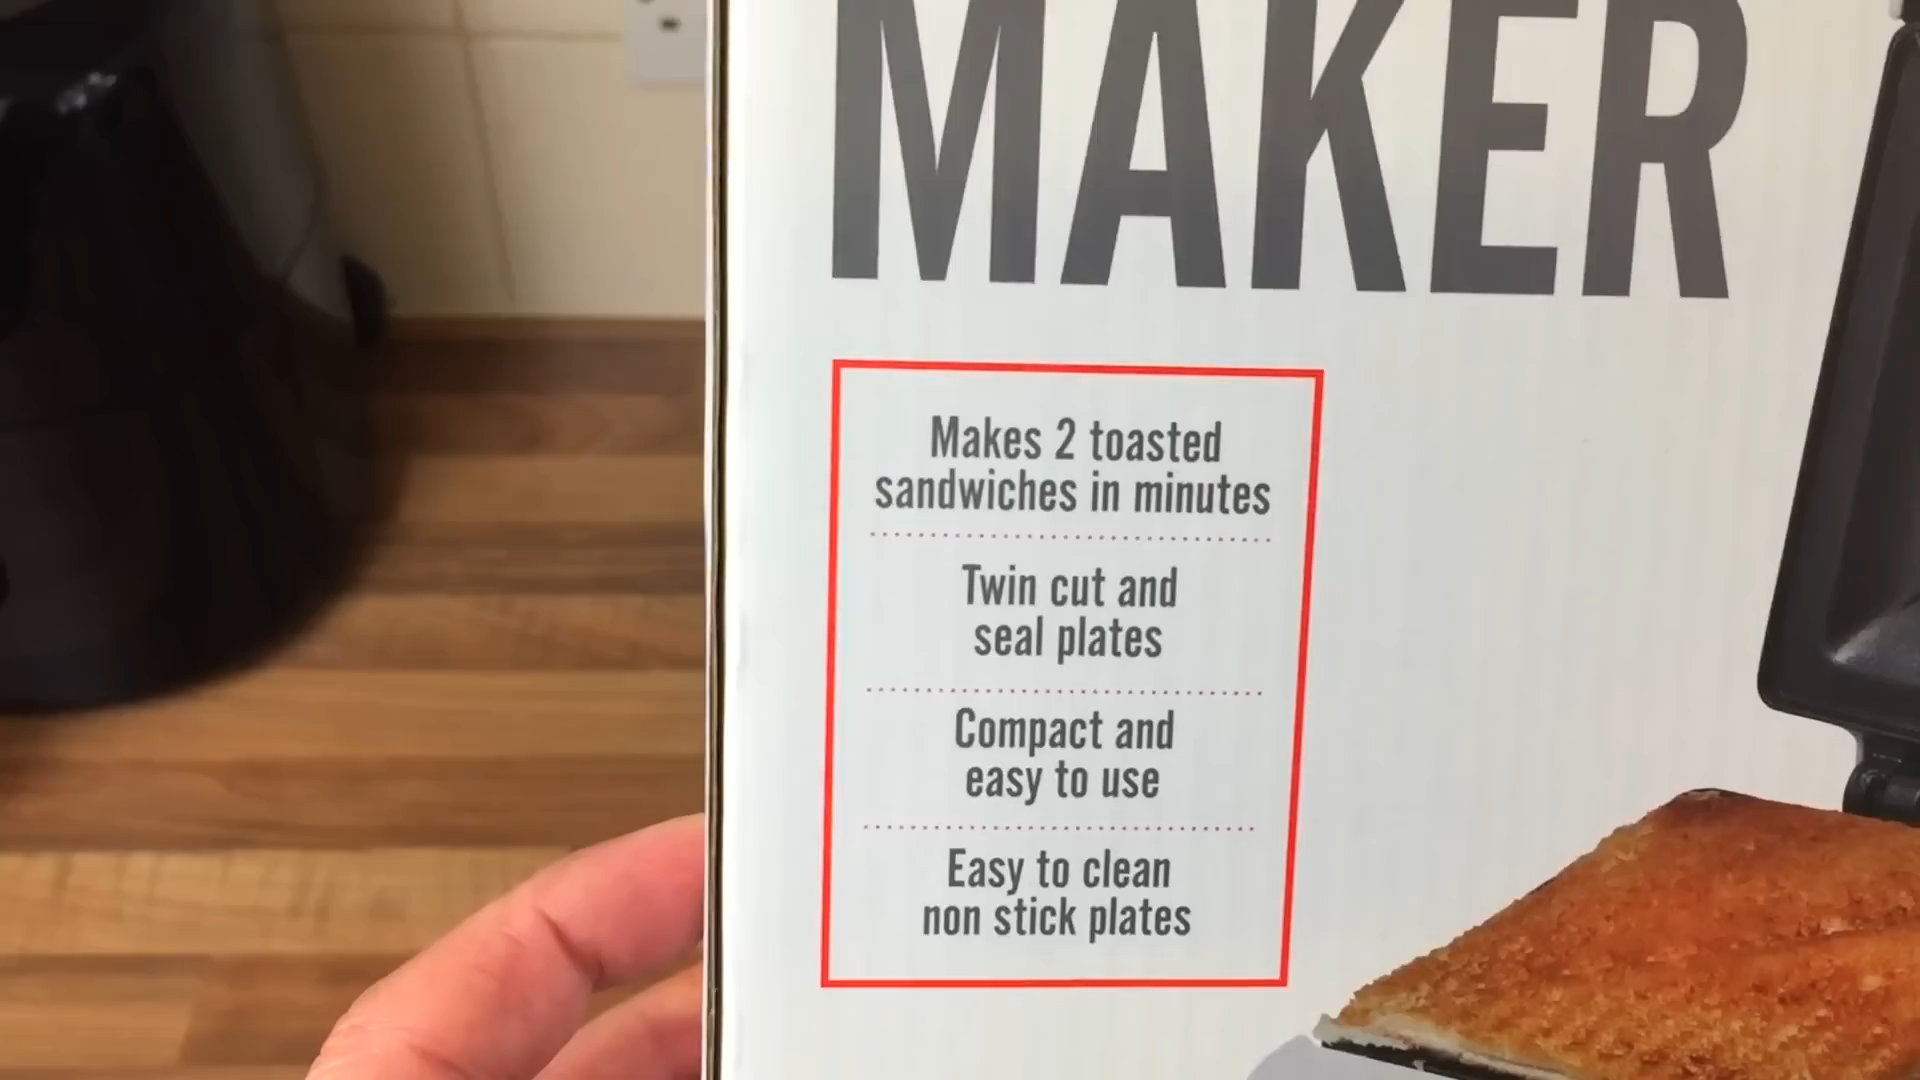 MAKER
Makes 2 toasted
sandwiches in minutes
Twin cut and
seal plates
Compact and
easy to use
Easy to clean
non stick plates